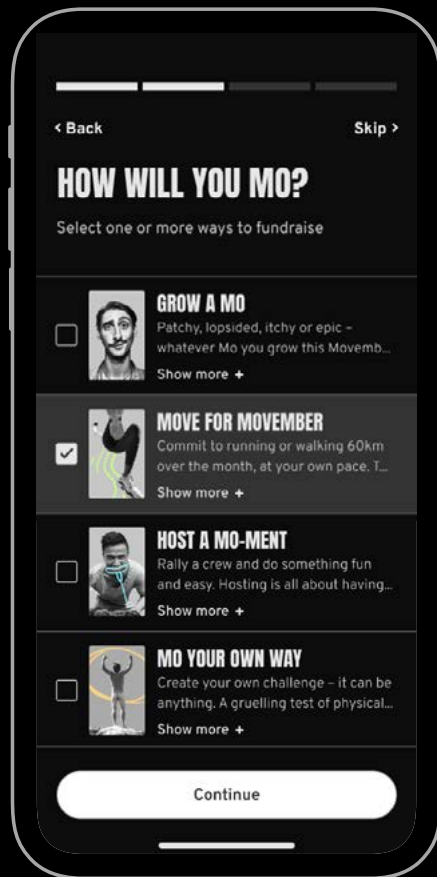 < Back
Skip >
HOW WILL YOU MO?
Select one or more ways to fundraise
GROW A MO
Patchy, lopsided, itchy or epic –
whatever Mo you grow this Movemb...
Show more +
MOVE FOR MOVEMBER
Commit to running or walking 60km
over the month, at your own pace. T...
Show more +
HOST A MO-MENT
Rally a crew and do something fun
and easy. Hosting is all about having...
Show more +
MO YOUR OWN WAY
Create your own challenge – it can be
anything. A gruelling test of physical...
Show more +
Continue